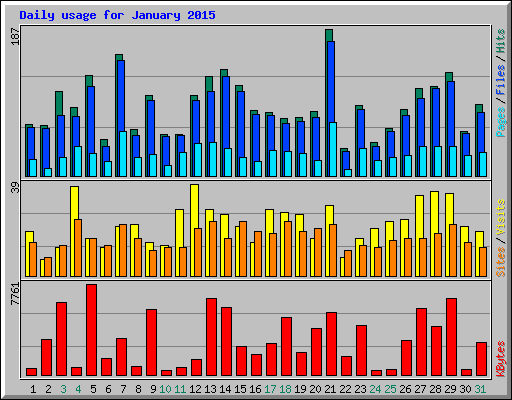 Daily usage for January 2015
187
Pages / Files / Hits
39
Sites / Visits
7761
KBytes
1 2 3 4 5 6 7 8 9 10 11 12 13 14 15 16 17 18 19 20 21 22 23 24 25 26 27 28 29 30 31